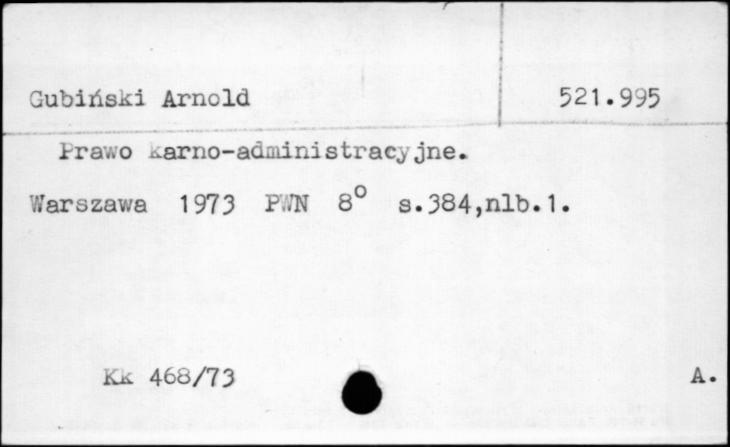 Gubiński Arnold 521.995
Prawo karno-administracyjne.
Warszawa 1973 PWN 8° s.384,nlb.1.
Kk 468/73 A.